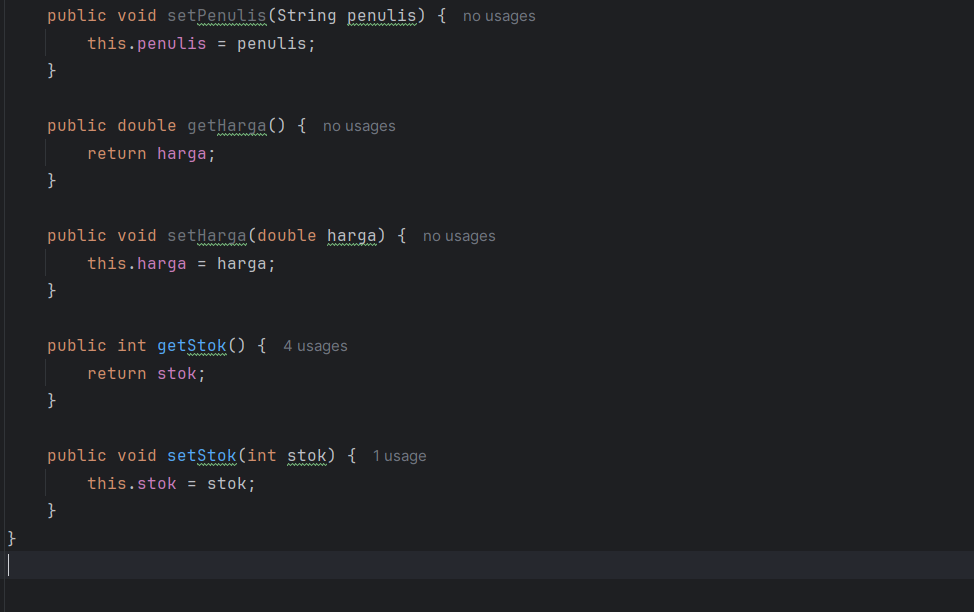 public void setPenulis(String penulis) { no usages
this.penulis = penulis;
}
public double getHarga() { no usages
return harga;
}
public void setHarga(double harga) { no usages
this.harga = harga;
}
public int getStok() { 4 usages
return stok;
}
public void setStok(int stok) { 1 usage
this.stok = stok;
}
}